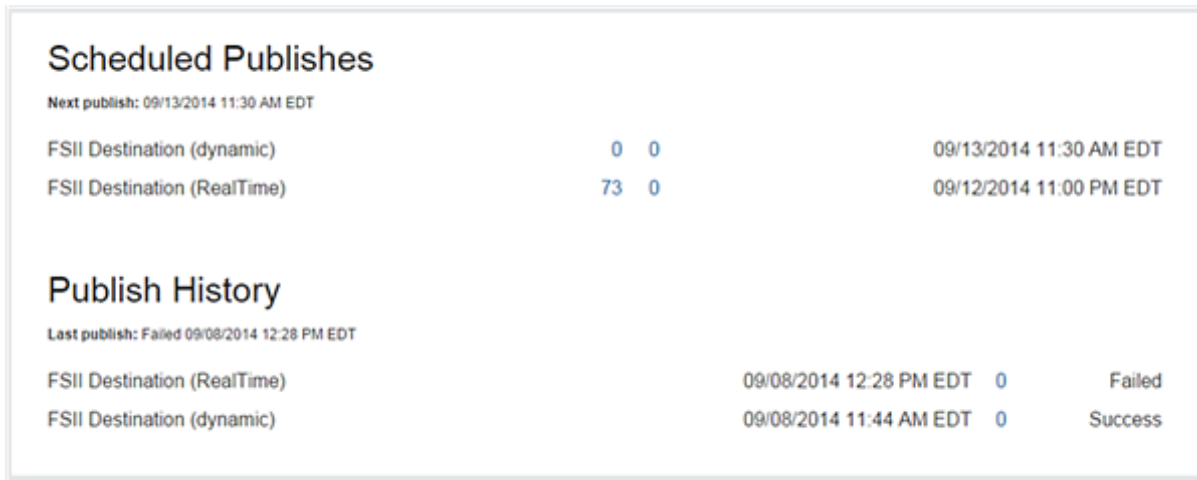 Scheduled Publishes
Next publish: 09/13/2014 11:30 AM EDT
FSII Destination (dynamic) 0 0 09/13/2014 11:30 AM EDT
FSII Destination (RealTime) 73 0 09/12/2014 11:00 PM EDT
Publish History
Last publish: Failed 09/08/2014 12:28 PM EDT
FSII Destination (RealTime) 09/08/2014 12:28 PM EDT 0 Failed
FSII Destination (dynamic) 09/08/2014 11:44 AM EDT 0 Success